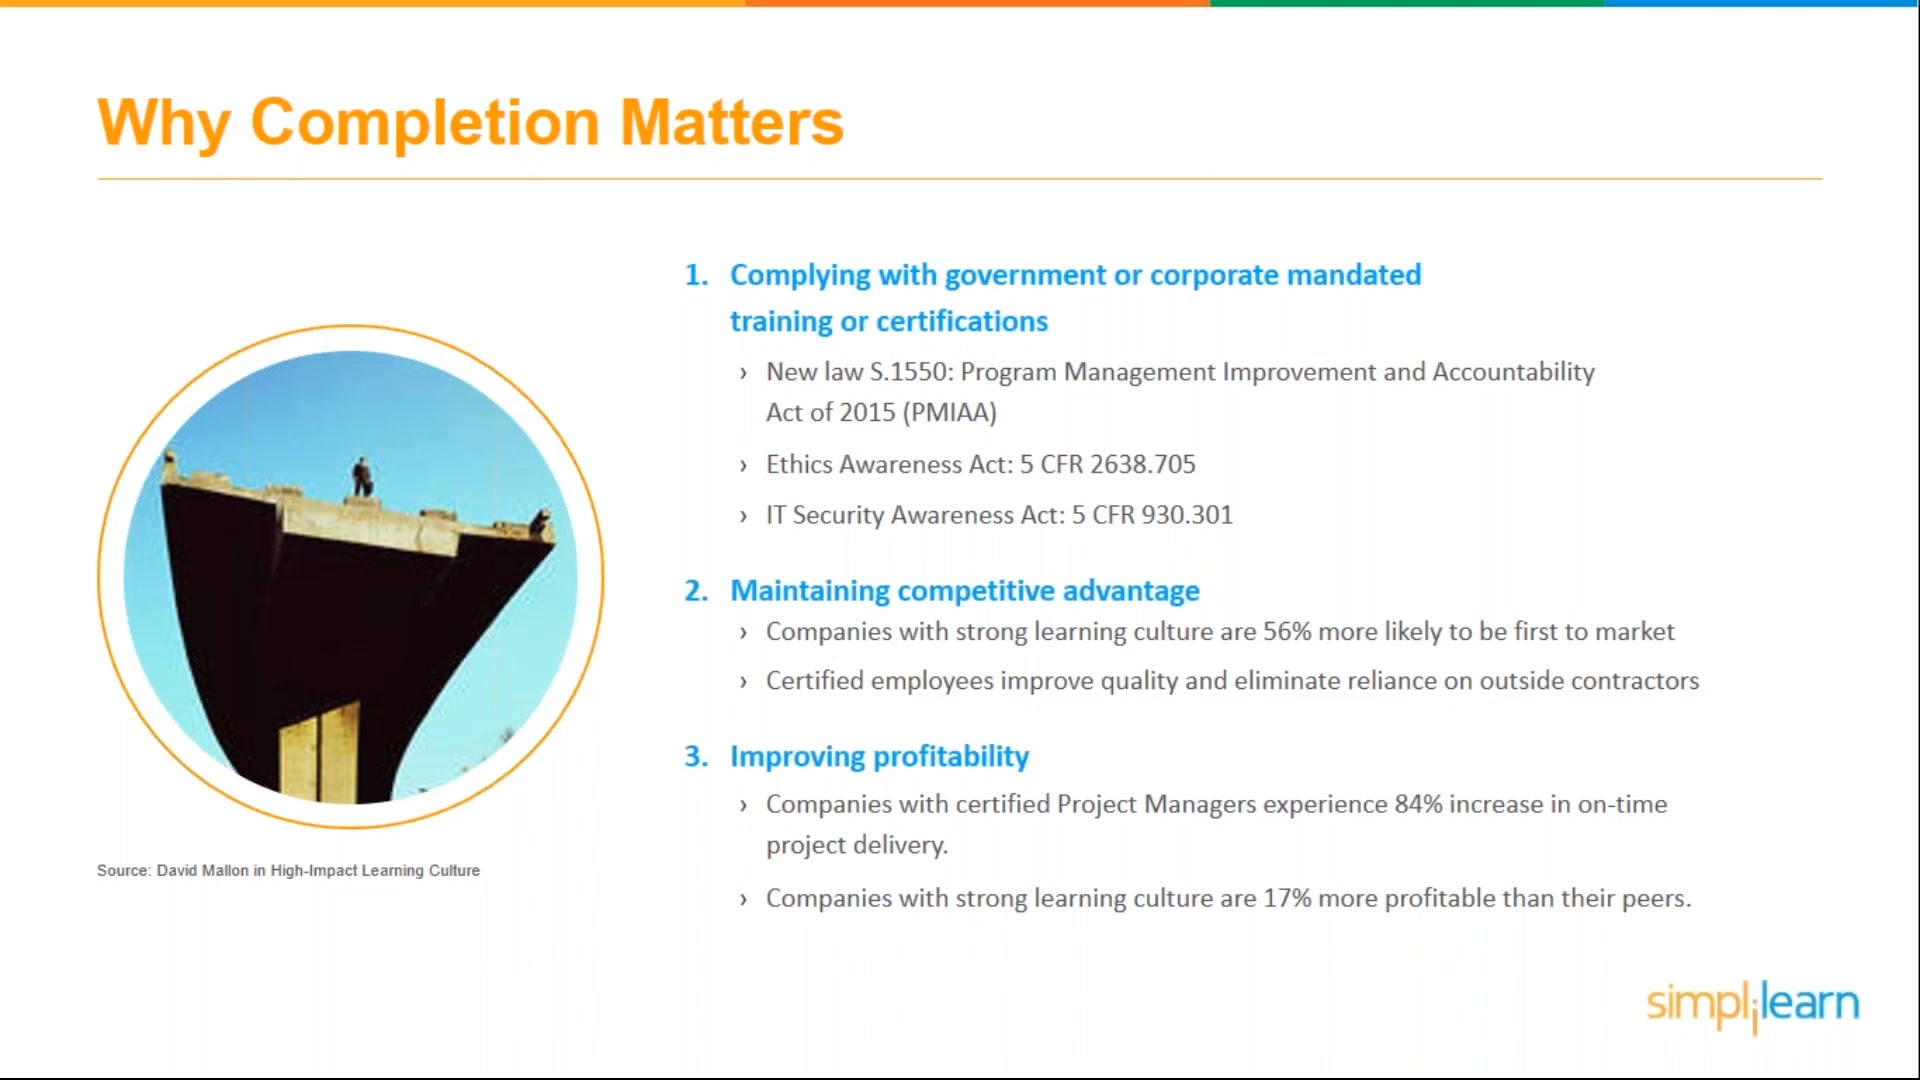 Why Completion Matters
1. Complying with government or corporate mandated
training or certifications
› New law S.1550: Program Management Improvement and Accountability
Act of 2015 (PMIAA)
› Ethics Awareness Act: 5 CFR 2638.705
› IT Security Awareness Act: 5 CFR 930.301
2. Maintaining competitive advantage
› Companies with strong learning culture are 56% more likely to be first to market
› Certified employees improve quality and eliminate reliance on outside contractors
3. Improving profitability
› Companies with certified Project Managers experience 84% increase in on-time
project delivery.
› Companies with strong learning culture are 17% more profitable than their peers.
Source: David Mallon in High-Impact Learning Culture
simplilearn